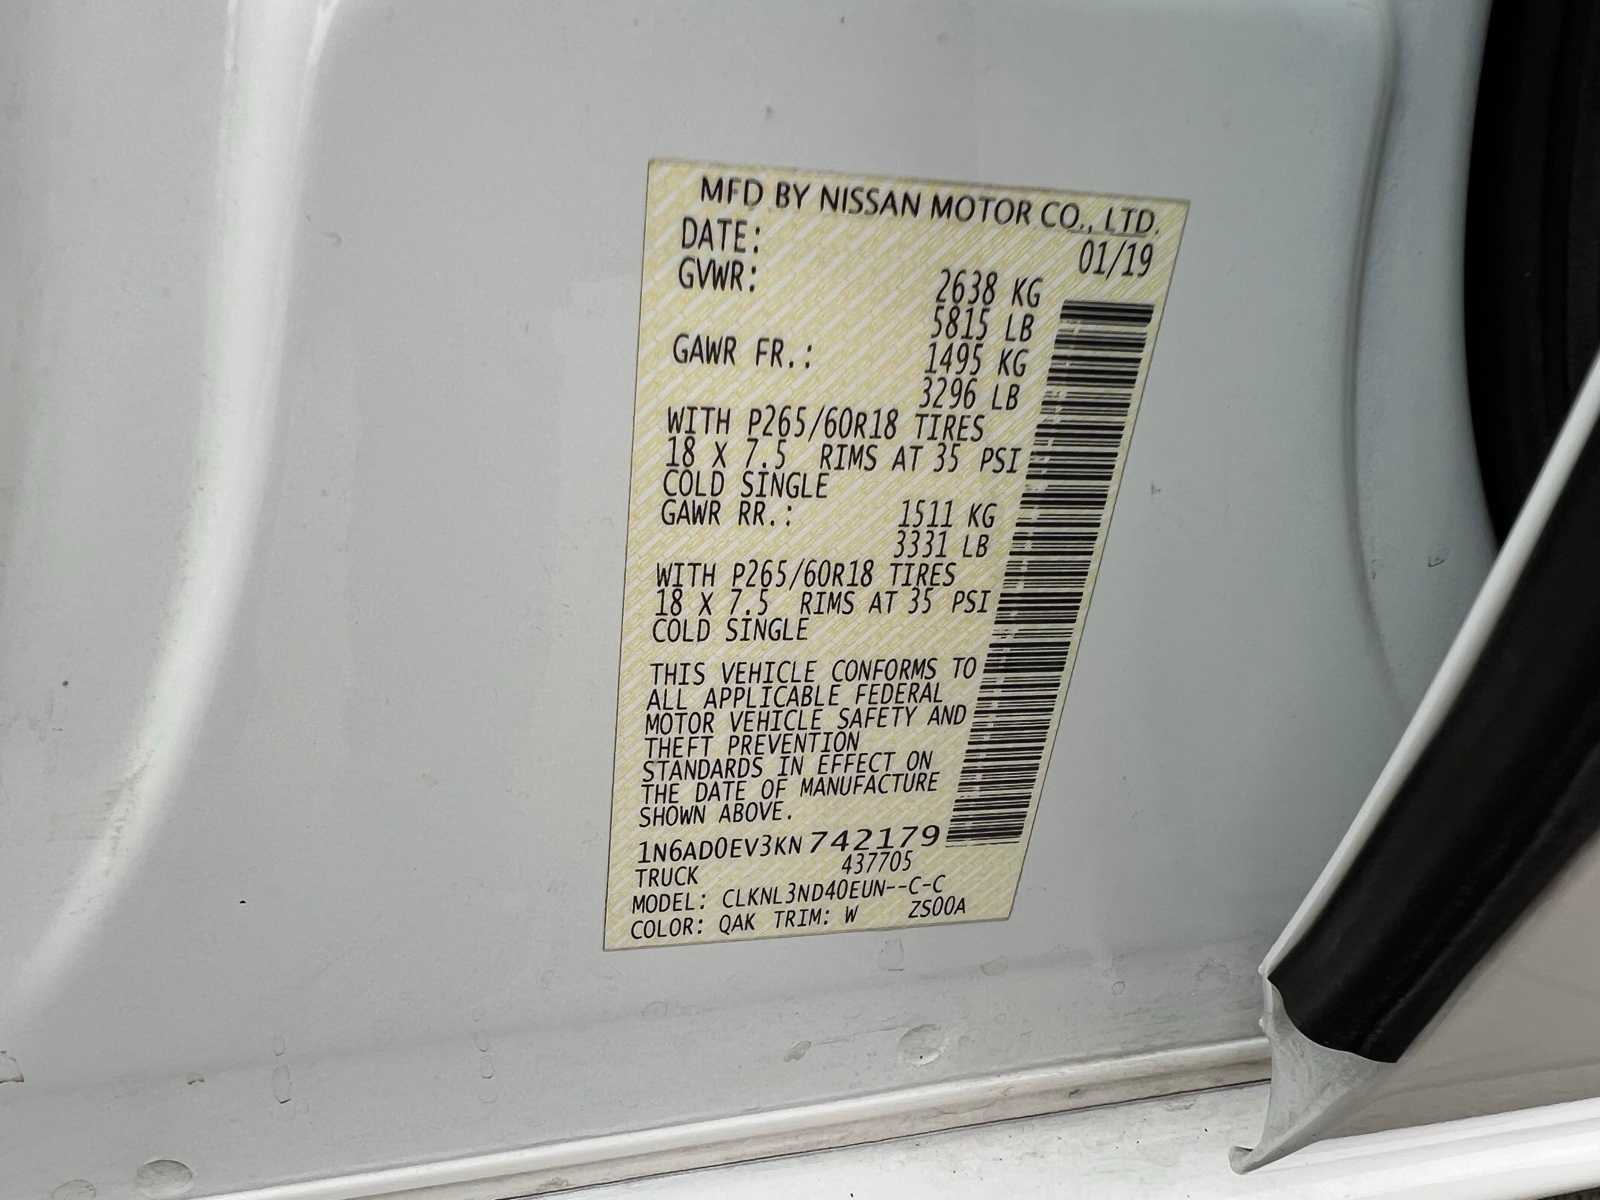 MFD BY NISSAN MOTOR CO., LTD.
DATE: 01/19
GVWR: 2638 KG
5815 LB
GAWR FR.: 1495 KG
3296 LB
WITH P265/60R18 TIRES
18 X 7.5 RIMS AT 35 PSI
COLD SINGLE
GAWR RR.: 1511 KG
3331 LB
WITH P265/60R18 TIRES
18 X 7.5 RIMS AT 35 PSI
COLD SINGLE
THIS VEHICLE CONFORMS TO
ALL APPLICABLE FEDERAL
MOTOR VEHICLE SAFETY AND
THEFT PREVENTION
STANDARDS IN EFFECT ON
THE DATE OF MANUFACTURE
SHOWN ABOVE.
1N6AD0EV3KN742179
TRUCK 437705
MODEL: CLKNL3ND40EUN--C-C
COLOR: QAK TRIM: W ZS00A